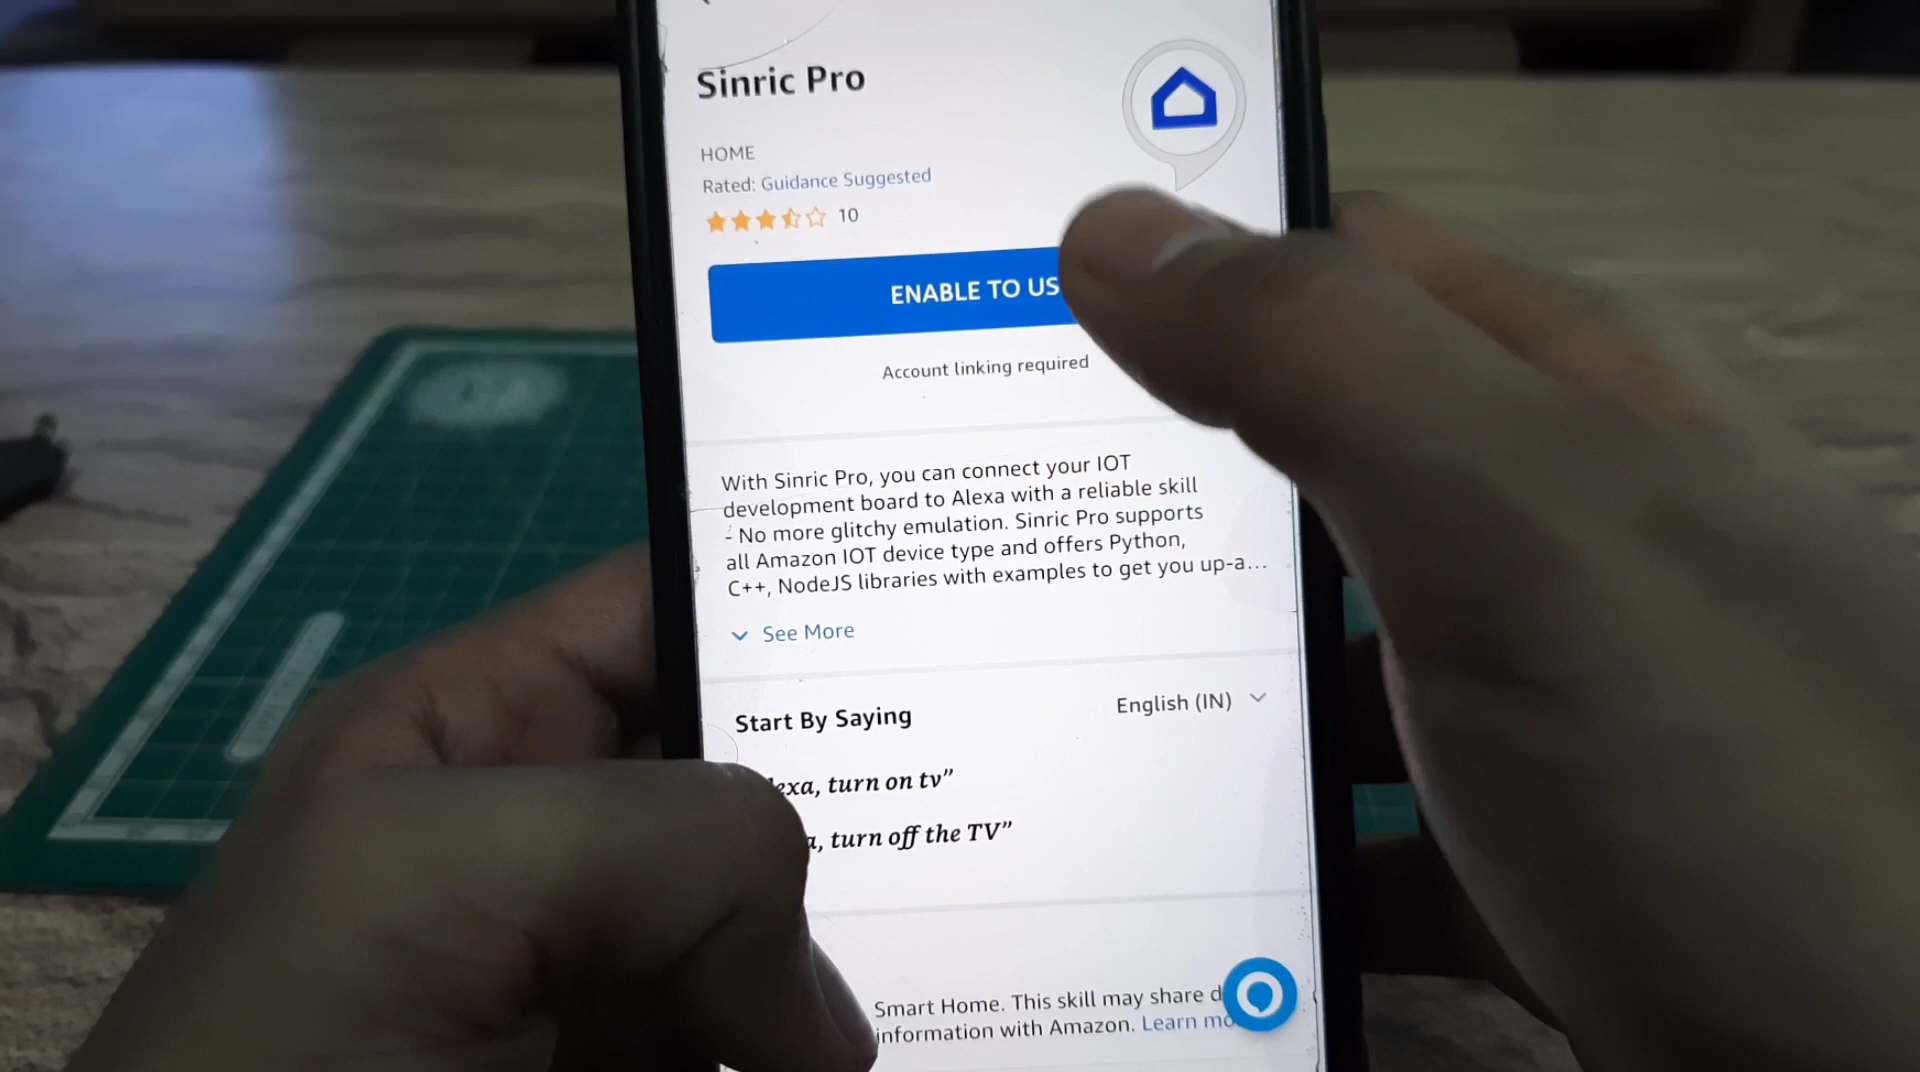 Sinric Pro
HOME
Rated: Guidance Suggested
10
ENABLE TO US
Account linking required
With Sinric Pro, you can connect your IOT
development board to Alexa with a reliable skill
- No more glitchy emulation. Sinric Pro supports
all Amazon IOT device type and offers Python,
C++, NodeJS libraries with examples to get you up-a...
See More
Start By Saying
English (IN)
exa, turn on tv”
a, turn off the TV”
Smart Home. This skill may share d
information with Amazon. Learn mo